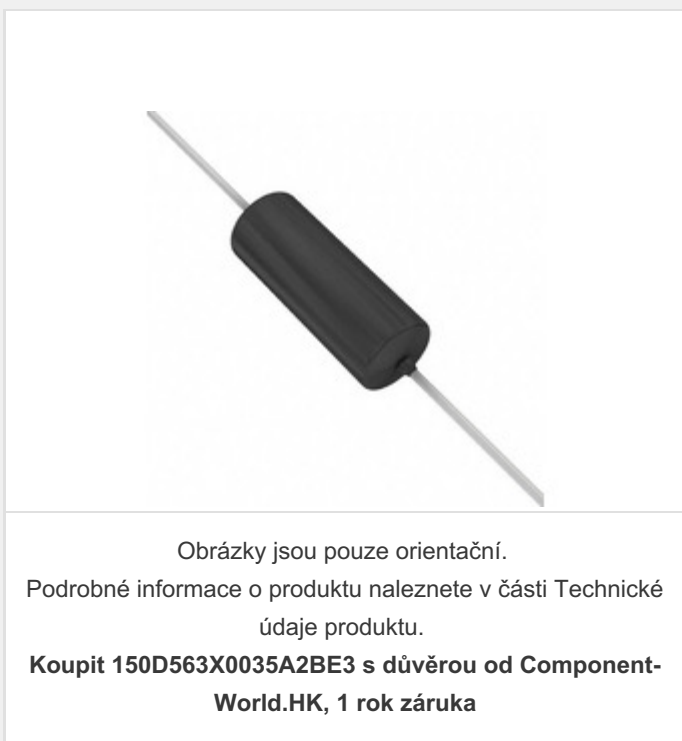 Obrázky jsou pouze orientační.
Podrobné informace o produktu naleznete v části Technické
údaje produktu.
Koupit 150D563X0035A2BE3 s důvěrou od Component-
World.HK, 1 rok záruka